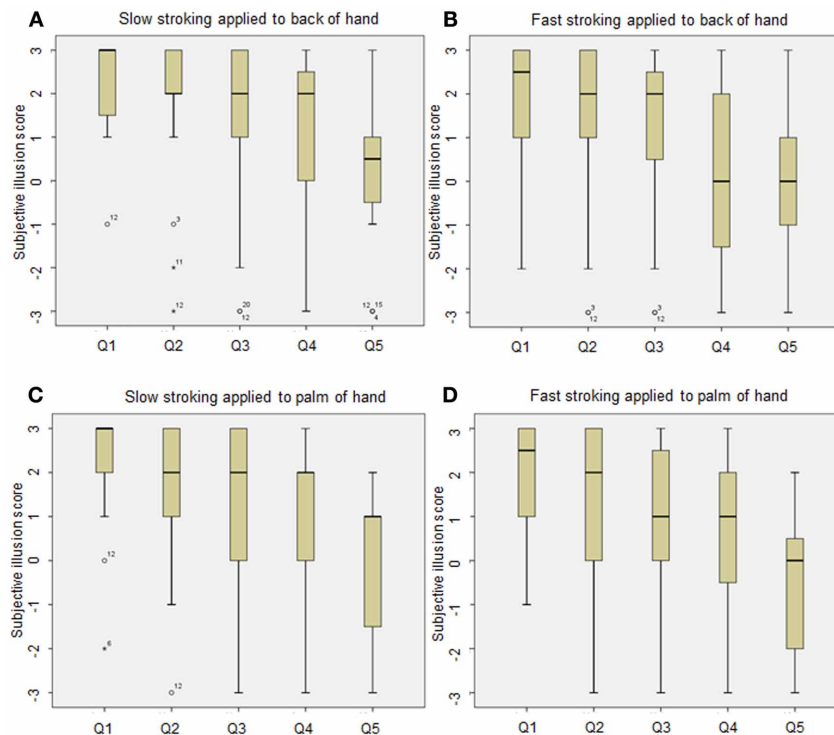 A
Slow stroking applied to back of hand
Subjective illusion score
3
2
1
0
-1
-2
-3
12
3
11
12
20
12
12 15
4
Q1 Q2 Q3 Q4 Q5
B
Fast stroking applied to back of hand
Subjective illusion score
3
2
1
0
-1
-2
-3
3
12
3
12
Q1 Q2 Q3 Q4 Q5
C
Slow stroking applied to palm of hand
Subjective illusion score
3
2
1
0
-1
-2
-3
12
6
12
Q1 Q2 Q3 Q4 Q5
D
Fast stroking applied to palm of hand
Subjective illusion score
3
2
1
0
-1
-2
-3
Q1 Q2 Q3 Q4 Q5